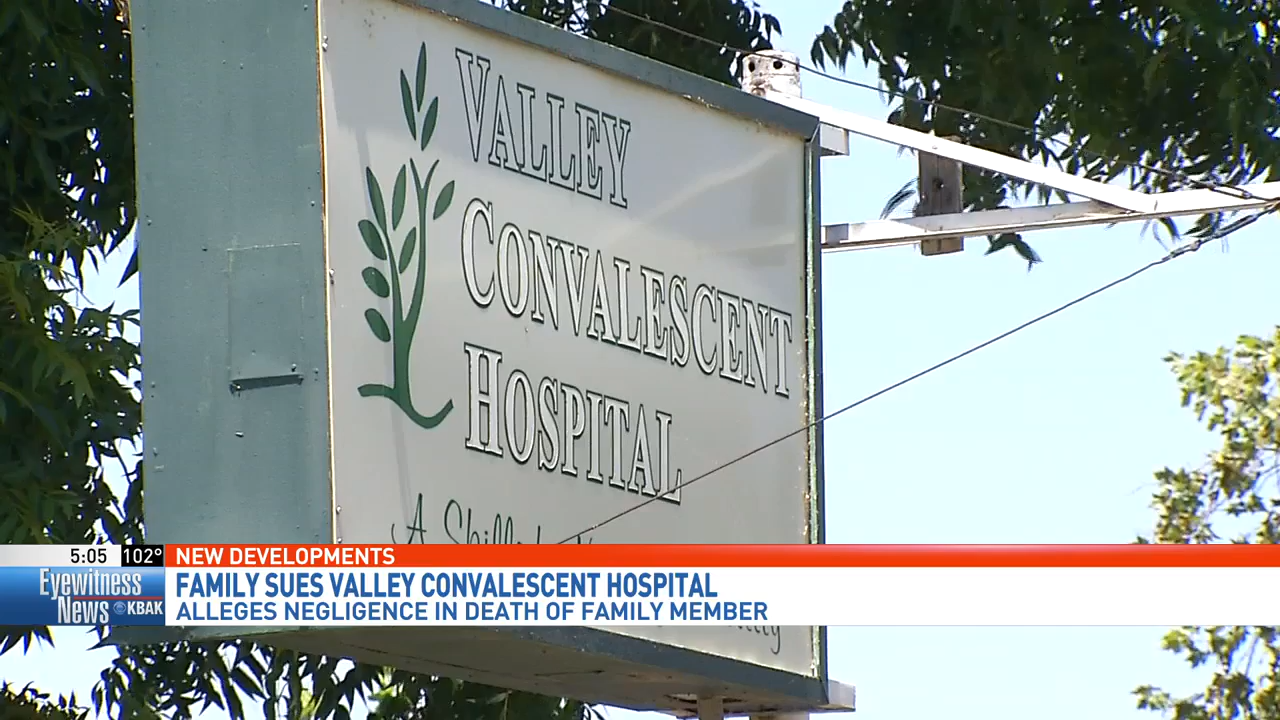 VALLEY
CONVALESCENT
HOSPITAL
A Skilled
5:05 102°
NEW DEVELOPMENTS
Eyewitness
News KBAK
FAMILY SUES VALLEY CONVALESCENT HOSPITAL
ALLEGES NEGLIGENCE IN DEATH OF FAMILY MEMBER